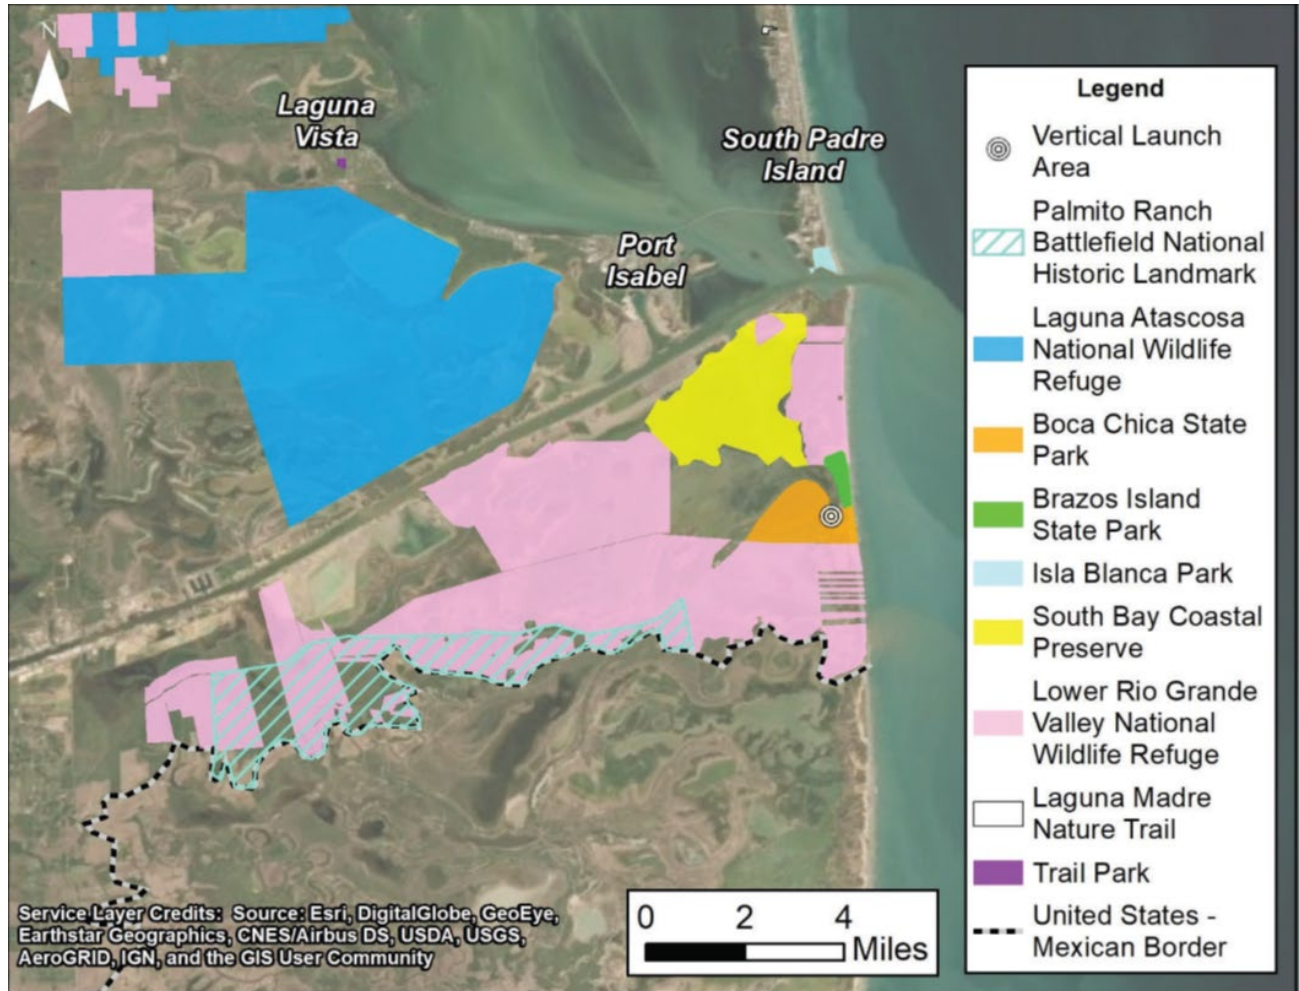 N
Laguna
Vista
South Padre
Island
Port
Isabel
Legend
Vertical Launch
Area
Palmito Ranch
Battlefield National
Historic Landmark
Laguna Atascosa
National Wildlife
Refuge
Boca Chica State
Park
Brazos Island
State Park
Isla Blanca Park
South Bay Coastal
Preserve
Lower Rio Grande
Valley National
Wildlife Refuge
Laguna Madre
Nature Trail
Trail Park
United States -
Mexican Border
0 2 4
Miles
Service Layer Credits: Source: Esri, DigitalGlobe, GeoEye,
Earthstar Geographics, CNES/Airbus DS, USDA, USGS,
AeroGRID, IGN, and the GIS User Community